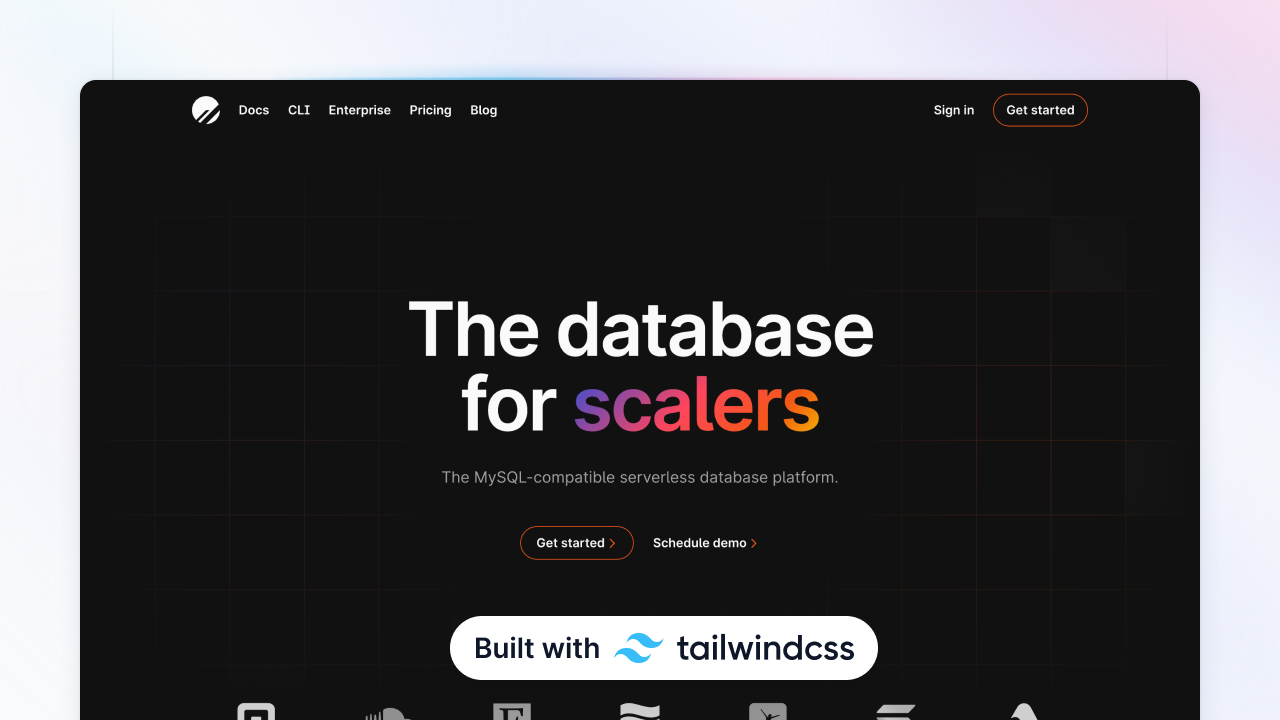 Docs CLI Enterprise Pricing Blog Sign in Get started
The database
for scalers
The MySQL-compatible serverless database platform.
Get started Schedule demo
Built with tailwindcss